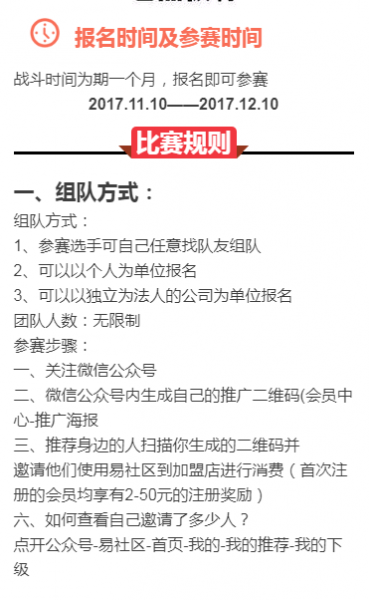 报名时间及参赛时间
战斗时间为期一个月，报名即可参赛
2017.11.10——2017.12.10
比赛规则
一、组队方式：
组队方式：
1、参赛选手可自己任意找队友组队
2、可以以个人为单位报名
3、可以以独立为法人的公司为单位报名
团队人数：无限制
参赛步骤：
一、关注微信公众号
二、微信公众号内生成自己的推广二维码(会员中
心-推广海报
三、推荐身边的人扫描你生成的二维码并
邀请他们使用易社区到加盟店进行消费（首次注
册的会员均享有2-50元的注册奖励）
六、如何查看自己邀请了多少人？
点开公众号-易社区-首页-我的-我的推荐-我的下
级